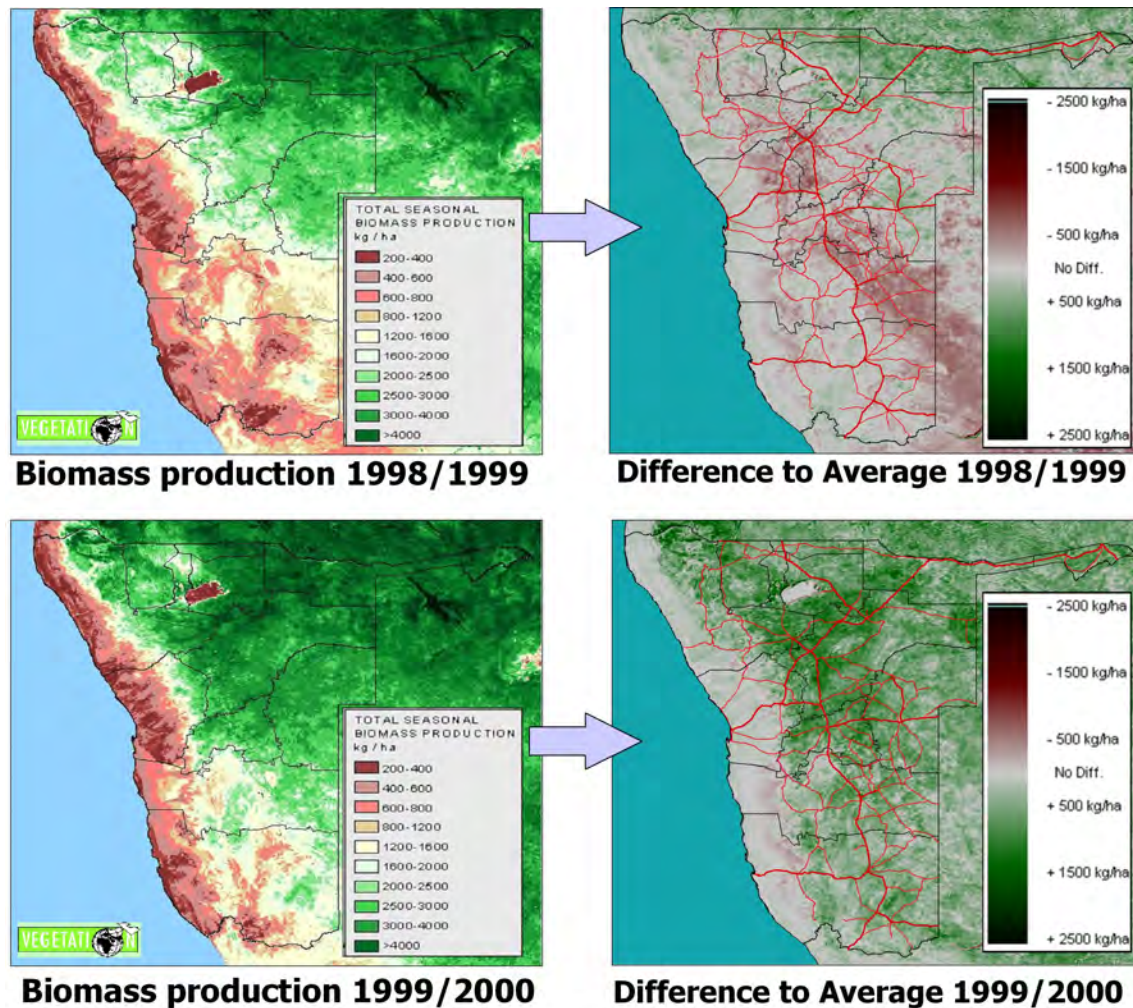 TOTAL SEASONAL
BIOMASS PRODUCTION
kg / ha
200-400
400-600
600-800
800-1200
1200-1600
1600-2000
2000-2500
2500-3000
3000-4000
>4000
VEGETATION
Biomass production 1998/1999
- 2500 kg/ha
- 1500 kg/ha
- 500 kg/ha
No Diff.
+ 500 kg/ha
+ 1500 kg/ha
+ 2500 kg/ha
Difference to Average 1998/1999
TOTAL SEASONAL
BIOMASS PRODUCTION
kg / ha
200-400
400-600
600-800
800-1200
1200-1600
1600-2000
2000-2500
2500-3000
3000-4000
>4000
VEGETATION
Biomass production 1999/2000
- 2500 kg/ha
- 1500 kg/ha
- 500 kg/ha
No Diff.
+ 500 kg/ha
+ 1500 kg/ha
+ 2500 kg/ha
Difference to Average 1999/2000